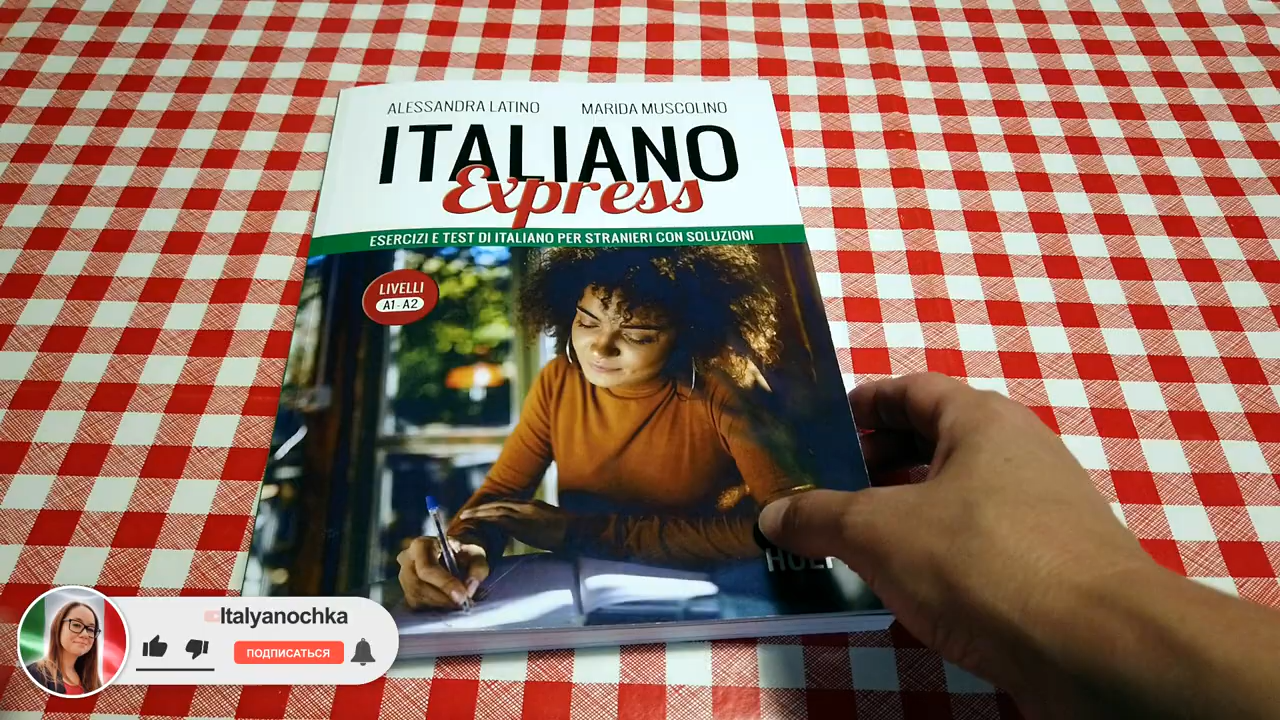 ALESSANDRA LATINO MARIDA MUSCOLINO
ITALIANO
Express
ESERCIZI E TEST DI ITALIANO PER STRANIERI CON SOLUZIONI
LIVELLI
A1-A2
Italyanochka
ПОДПИСАТЬСЯ